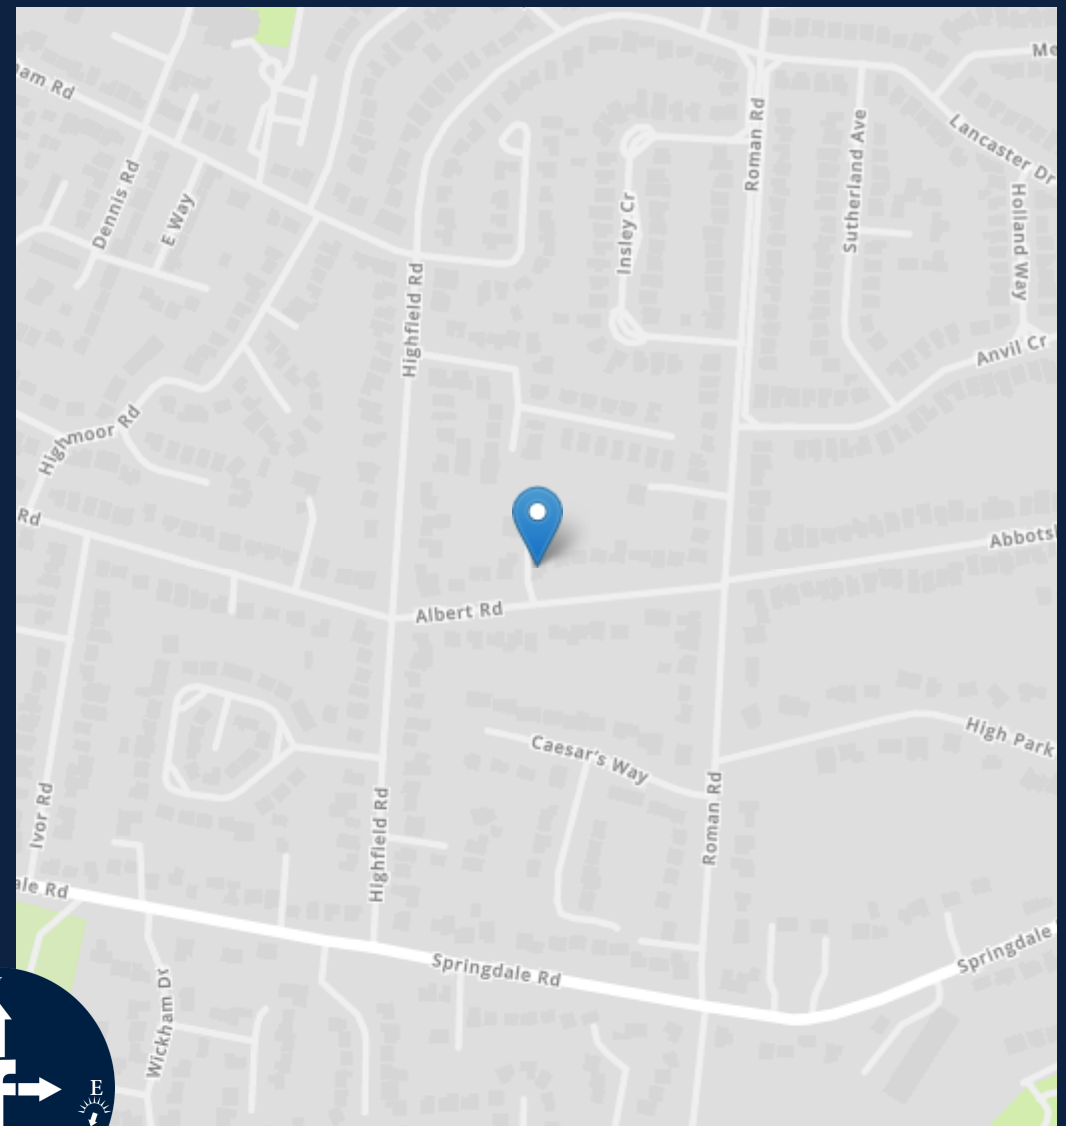 am Rd
Me
Roman Rd
Lancaster Dr
Sutherland Ave
Dennis Rd
E Way
Insley Cr
Holland Way
Highfield Rd
Anvil Cr
Highmoor Rd
Rd
Abbots
Albert Rd
High Park
Caesar's Way
Ivor Rd
Roman Rd
Highfield Rd
ale Rd
Springdale Rd
Springdale
Wickham Dr
E